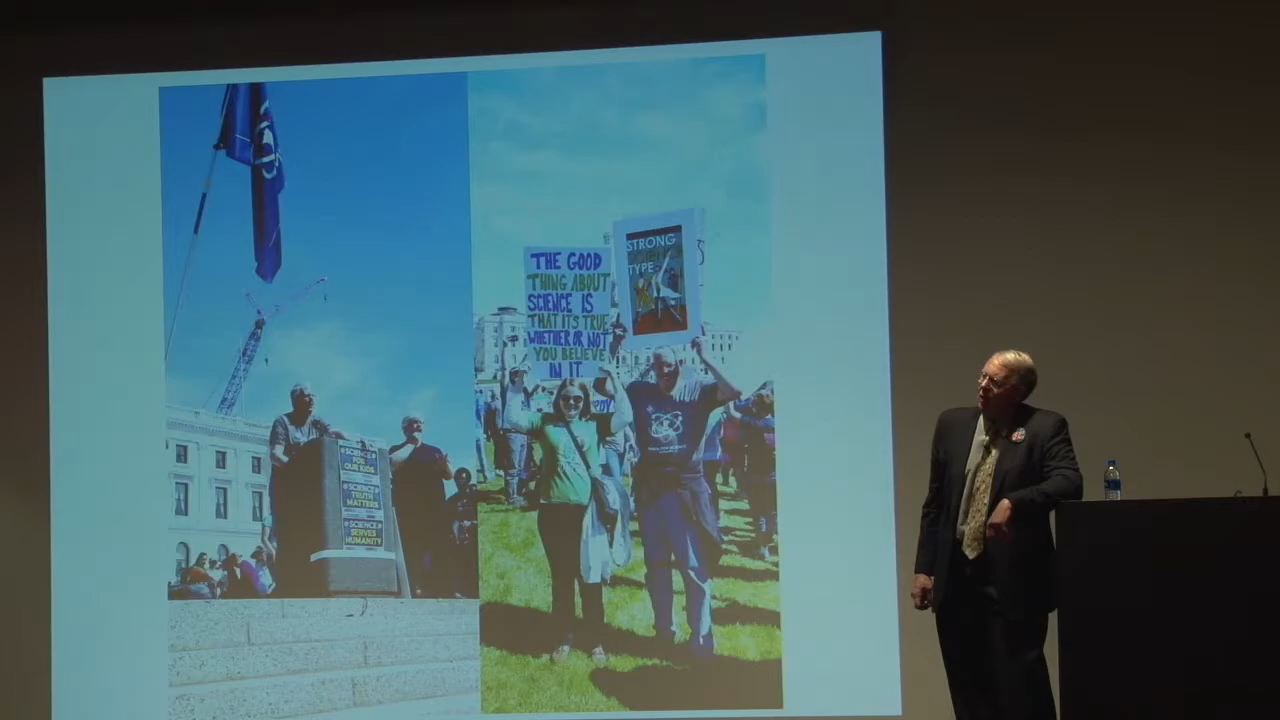 *SCIENCE*
FOR
OUR KIDS
*SCIENCE*
TRUTH
MATTERS
*SCIENCE*
SERVES
HUMANITY
THE GOOD
THING ABOUT
SCIENCE IS
THAT IT'S TRUE
WHETHER OR NOT
YOU BELIEVE
IN IT.
STRONG
TYPE